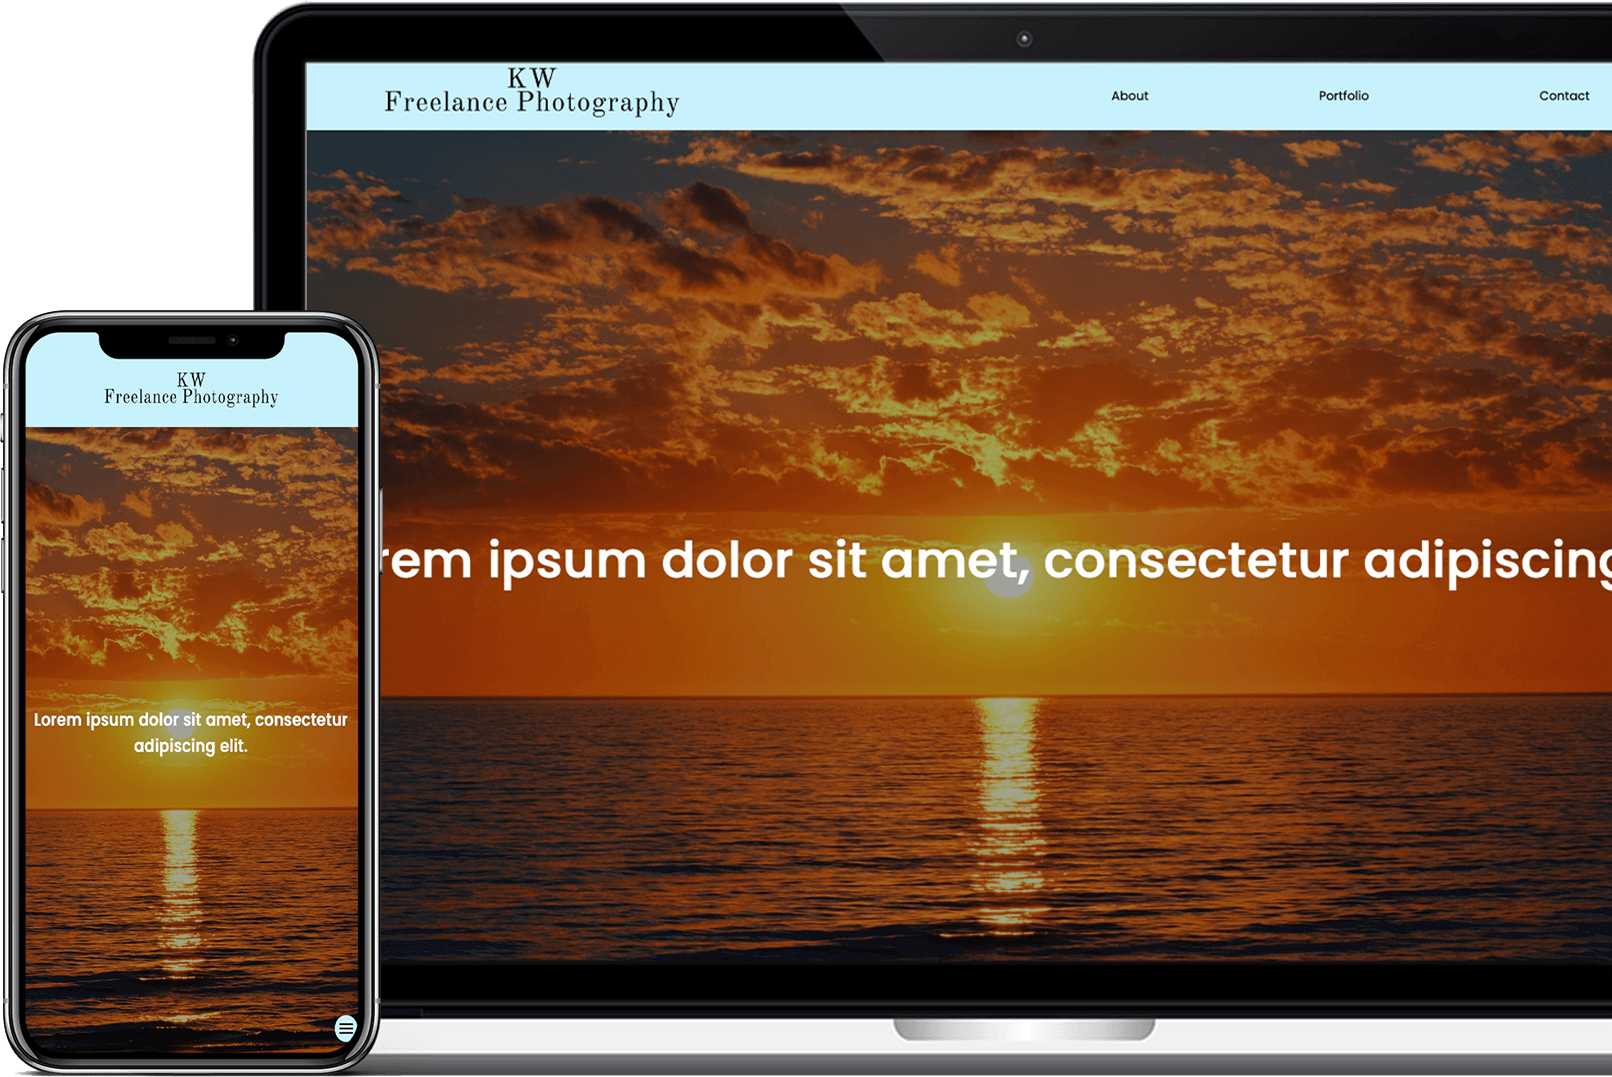 KW
Freelance Photography
About
Portfolio
Contact
rem ipsum dolor sit amet, consectetur adipiscing
KW
Freelance Photography
Lorem ipsum dolor sit amet, consectetur
adipiscing elit.